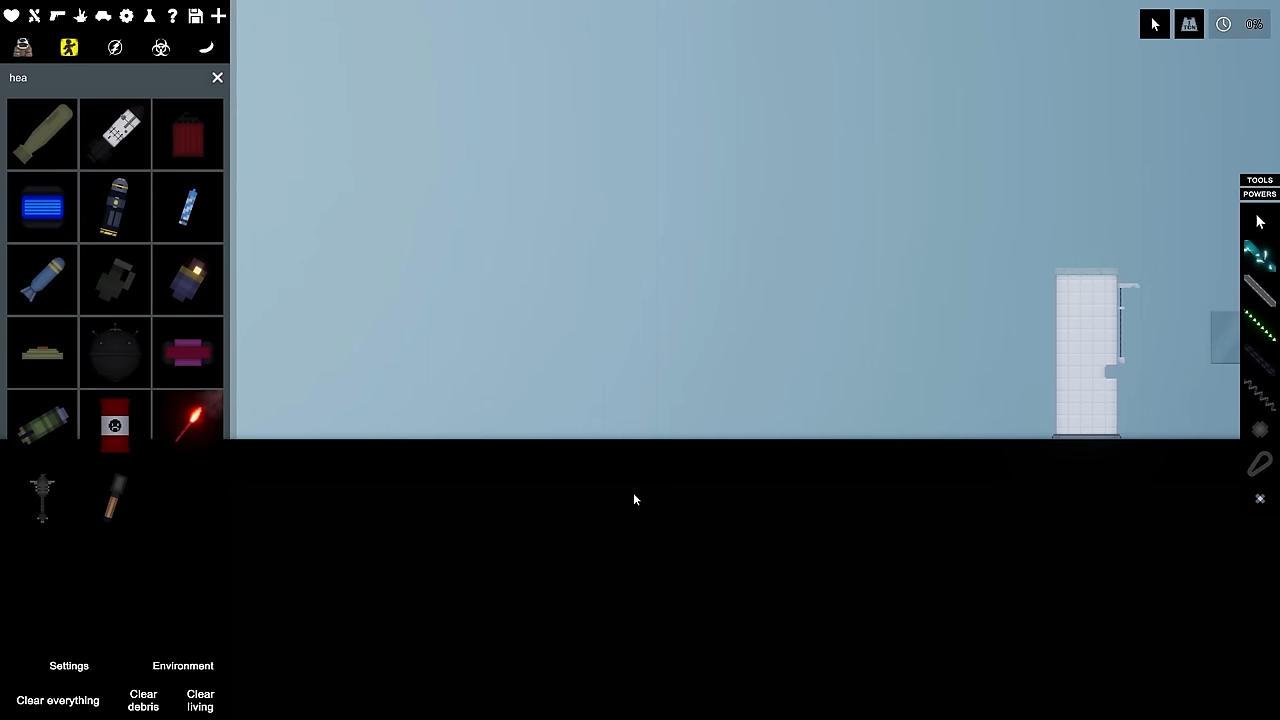 hea
0%
TOOLS
POWERS
Settings
Environment
Clear everything
Clear debris
Clear living